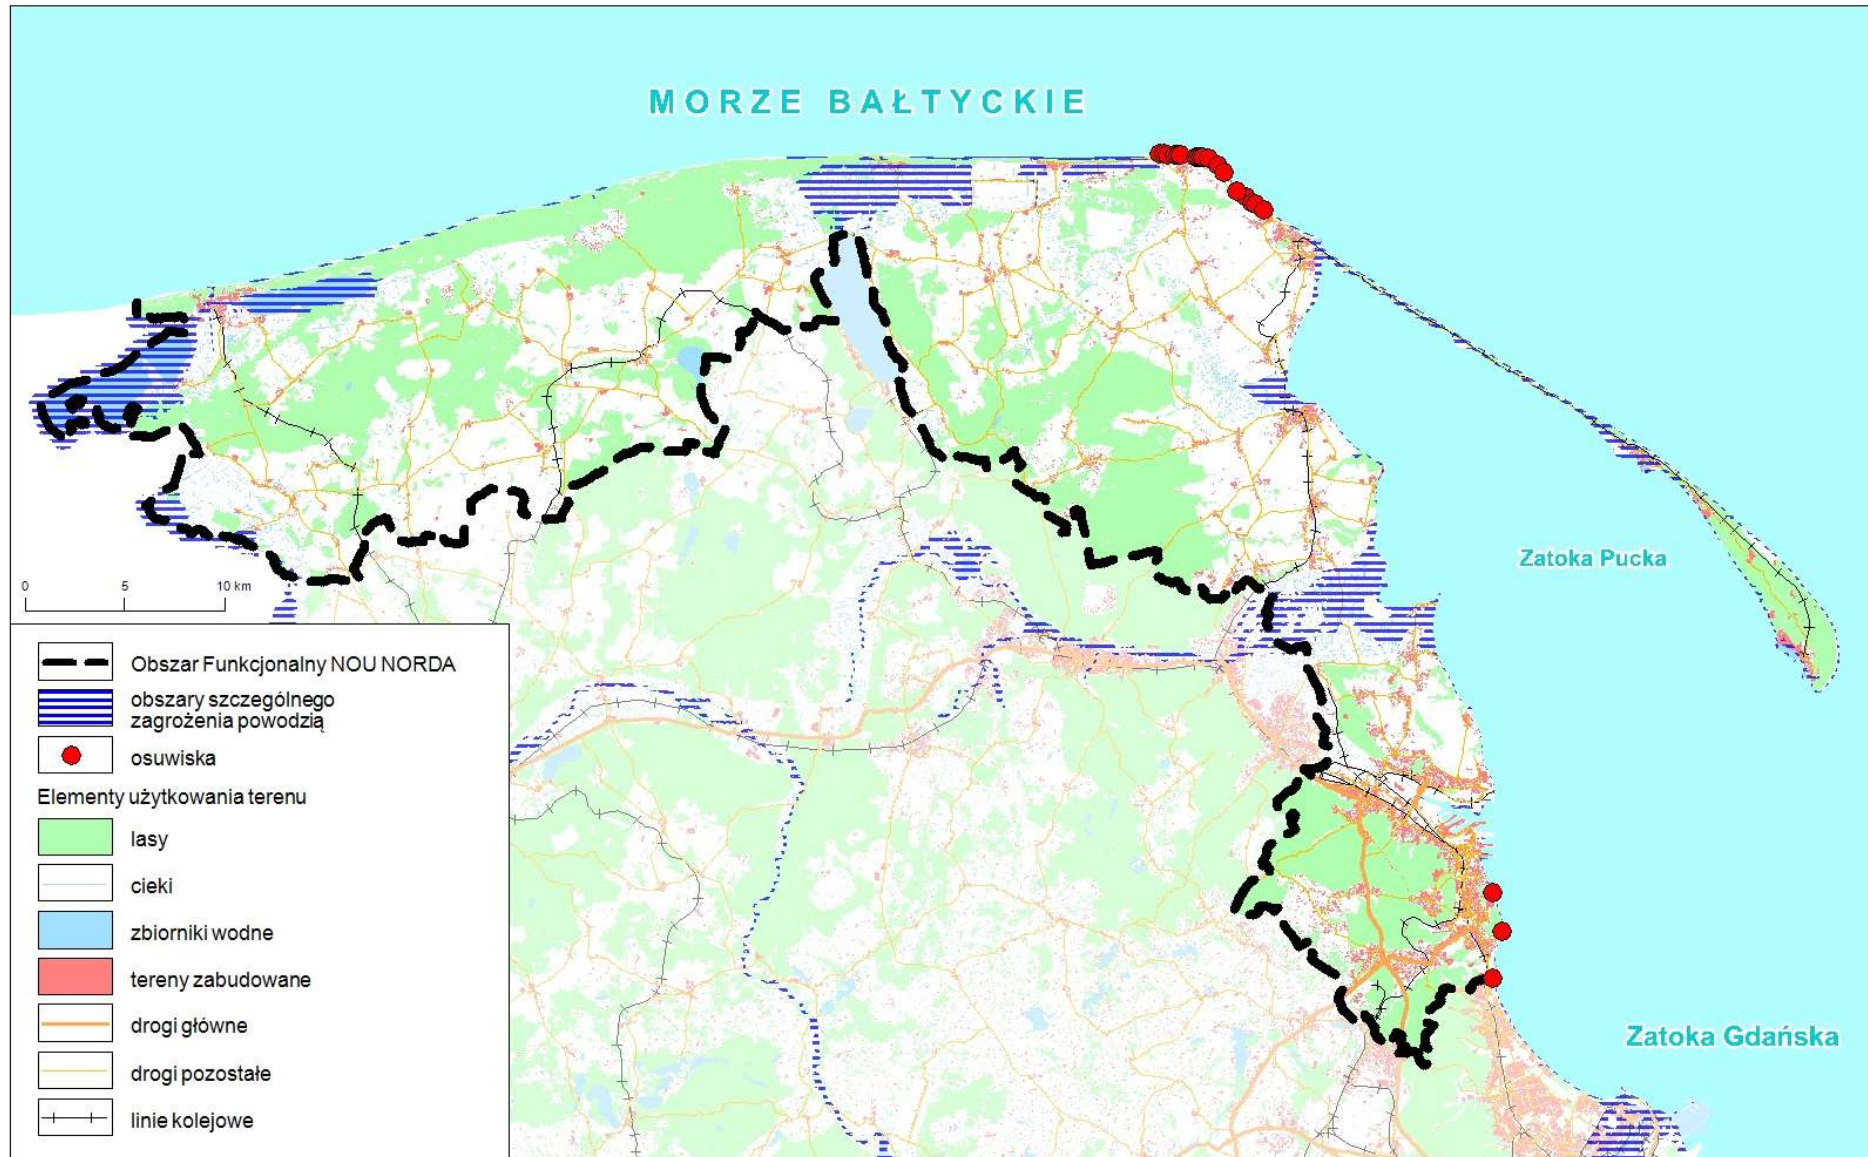 MORZE BAŁTYCKIE
Zatoka Pucka
Zatoka Gdańska
0 5 10 km
Obszar Funkcjonalny NOU NORDA
obszary szczególnego
zagrożenia powodzią
osuwiska
Elementy użytkowania terenu
lasy
cieki
zbiorniki wodne
tereny zabudowane
drogi główne
drogi pozostałe
linie kolejowe